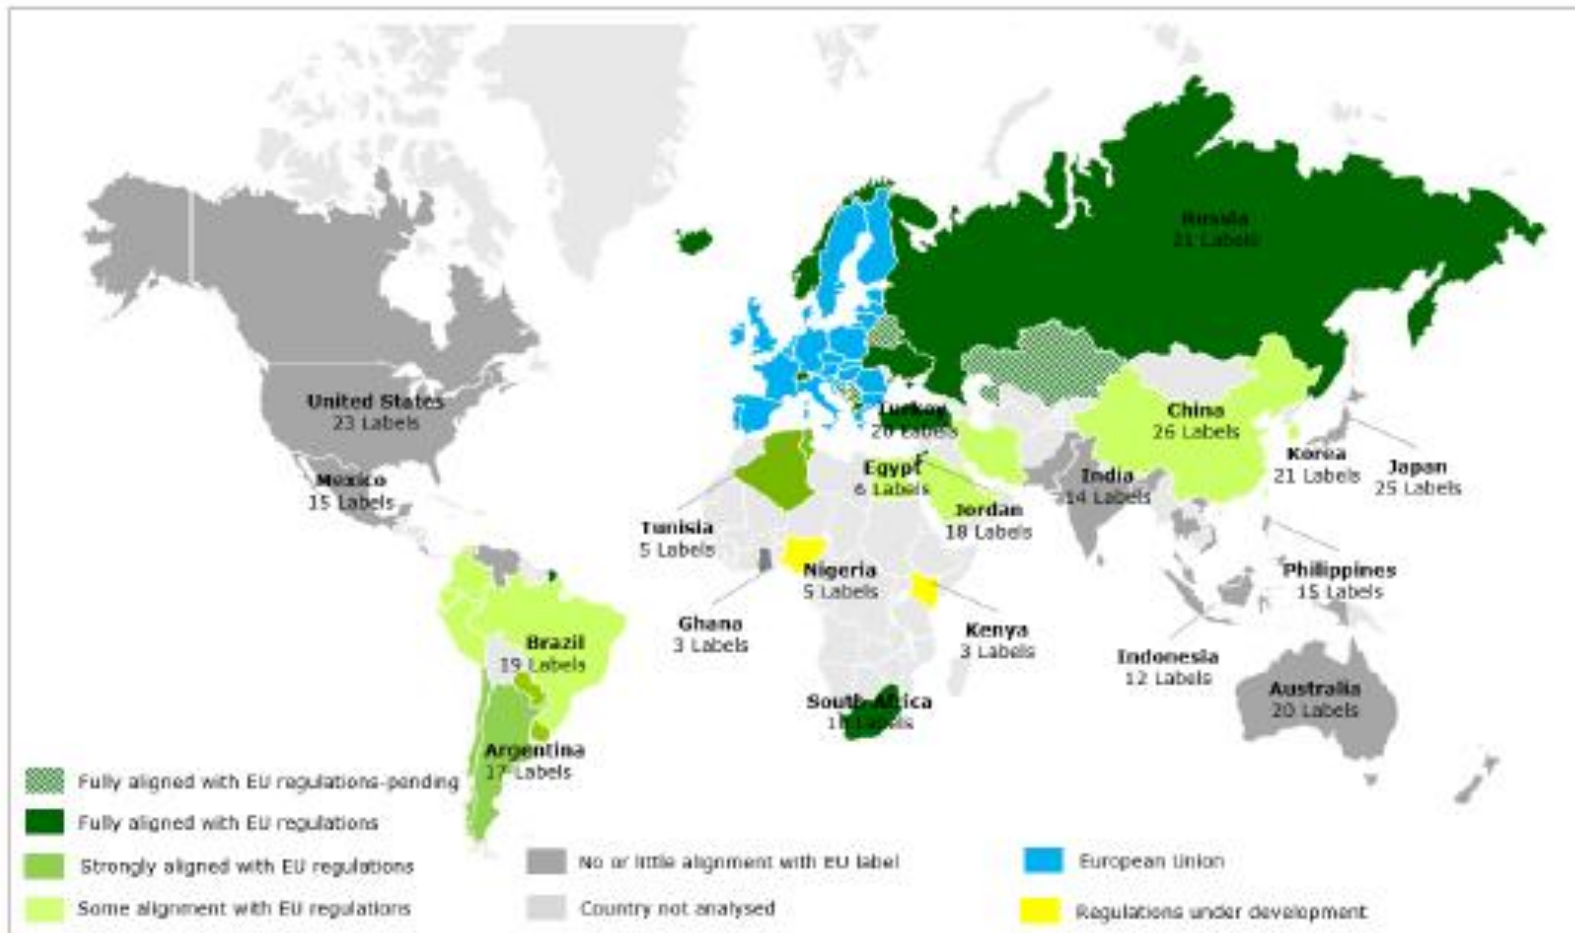 Russia
21 Labels
United States
23 Labels
Mexico
15 Labels
Turkey
20 Labels
China
26 Labels
Egypt
6 Labels
India
14 Labels
Korea
21 Labels
Japan
25 Labels
Jordan
18 Labels
Tunisia
5 Labels
Nigeria
5 Labels
Philippines
15 Labels
Ghana
3 Labels
Kenya
3 Labels
Brazil
19 Labels
Indonesia
12 Labels
South Africa
Labels
Australia
20 Labels
Argentina
17 Labels
Fully aligned with EU regulations-pending
Fully aligned with EU regulations
Strongly aligned with EU regulations
Some alignment with EU regulations
No or little alignment with EU label
Country not analysed
European Union
Regulations under development